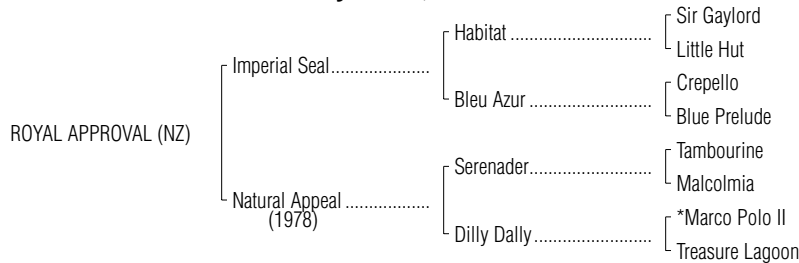 Sir Gaylord
Habitat ..............................
Little Hut
Imperial Seal.....................
Crepello
Bleu Azur ..........................
Blue Prelude
ROYAL APPROVAL (NZ)
Tambourine
Serenader..........................
Malcolmia
Natural Appeal ..................
(1978)
*Marco Polo II
Dilly Dally.........................
Treasure Lagoon